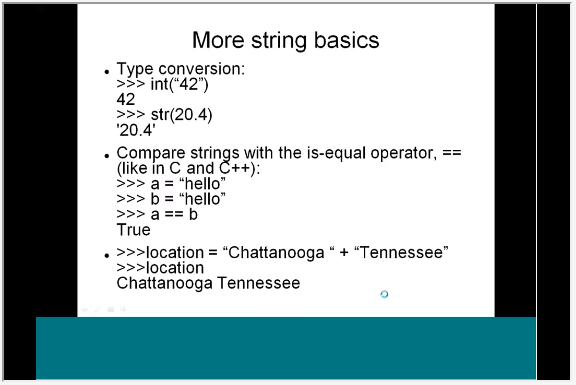 More string basics
• Type conversion:
>>> int(“42”)
42
>>> str(20.4)
'20.4'
• Compare strings with the is-equal operator, ==
(like in C and C++):
>>> a = “hello”
>>> b = “hello”
>>> a == b
True
• >>>location = “Chattanooga “ + “Tennessee”
>>>location
Chattanooga Tennessee